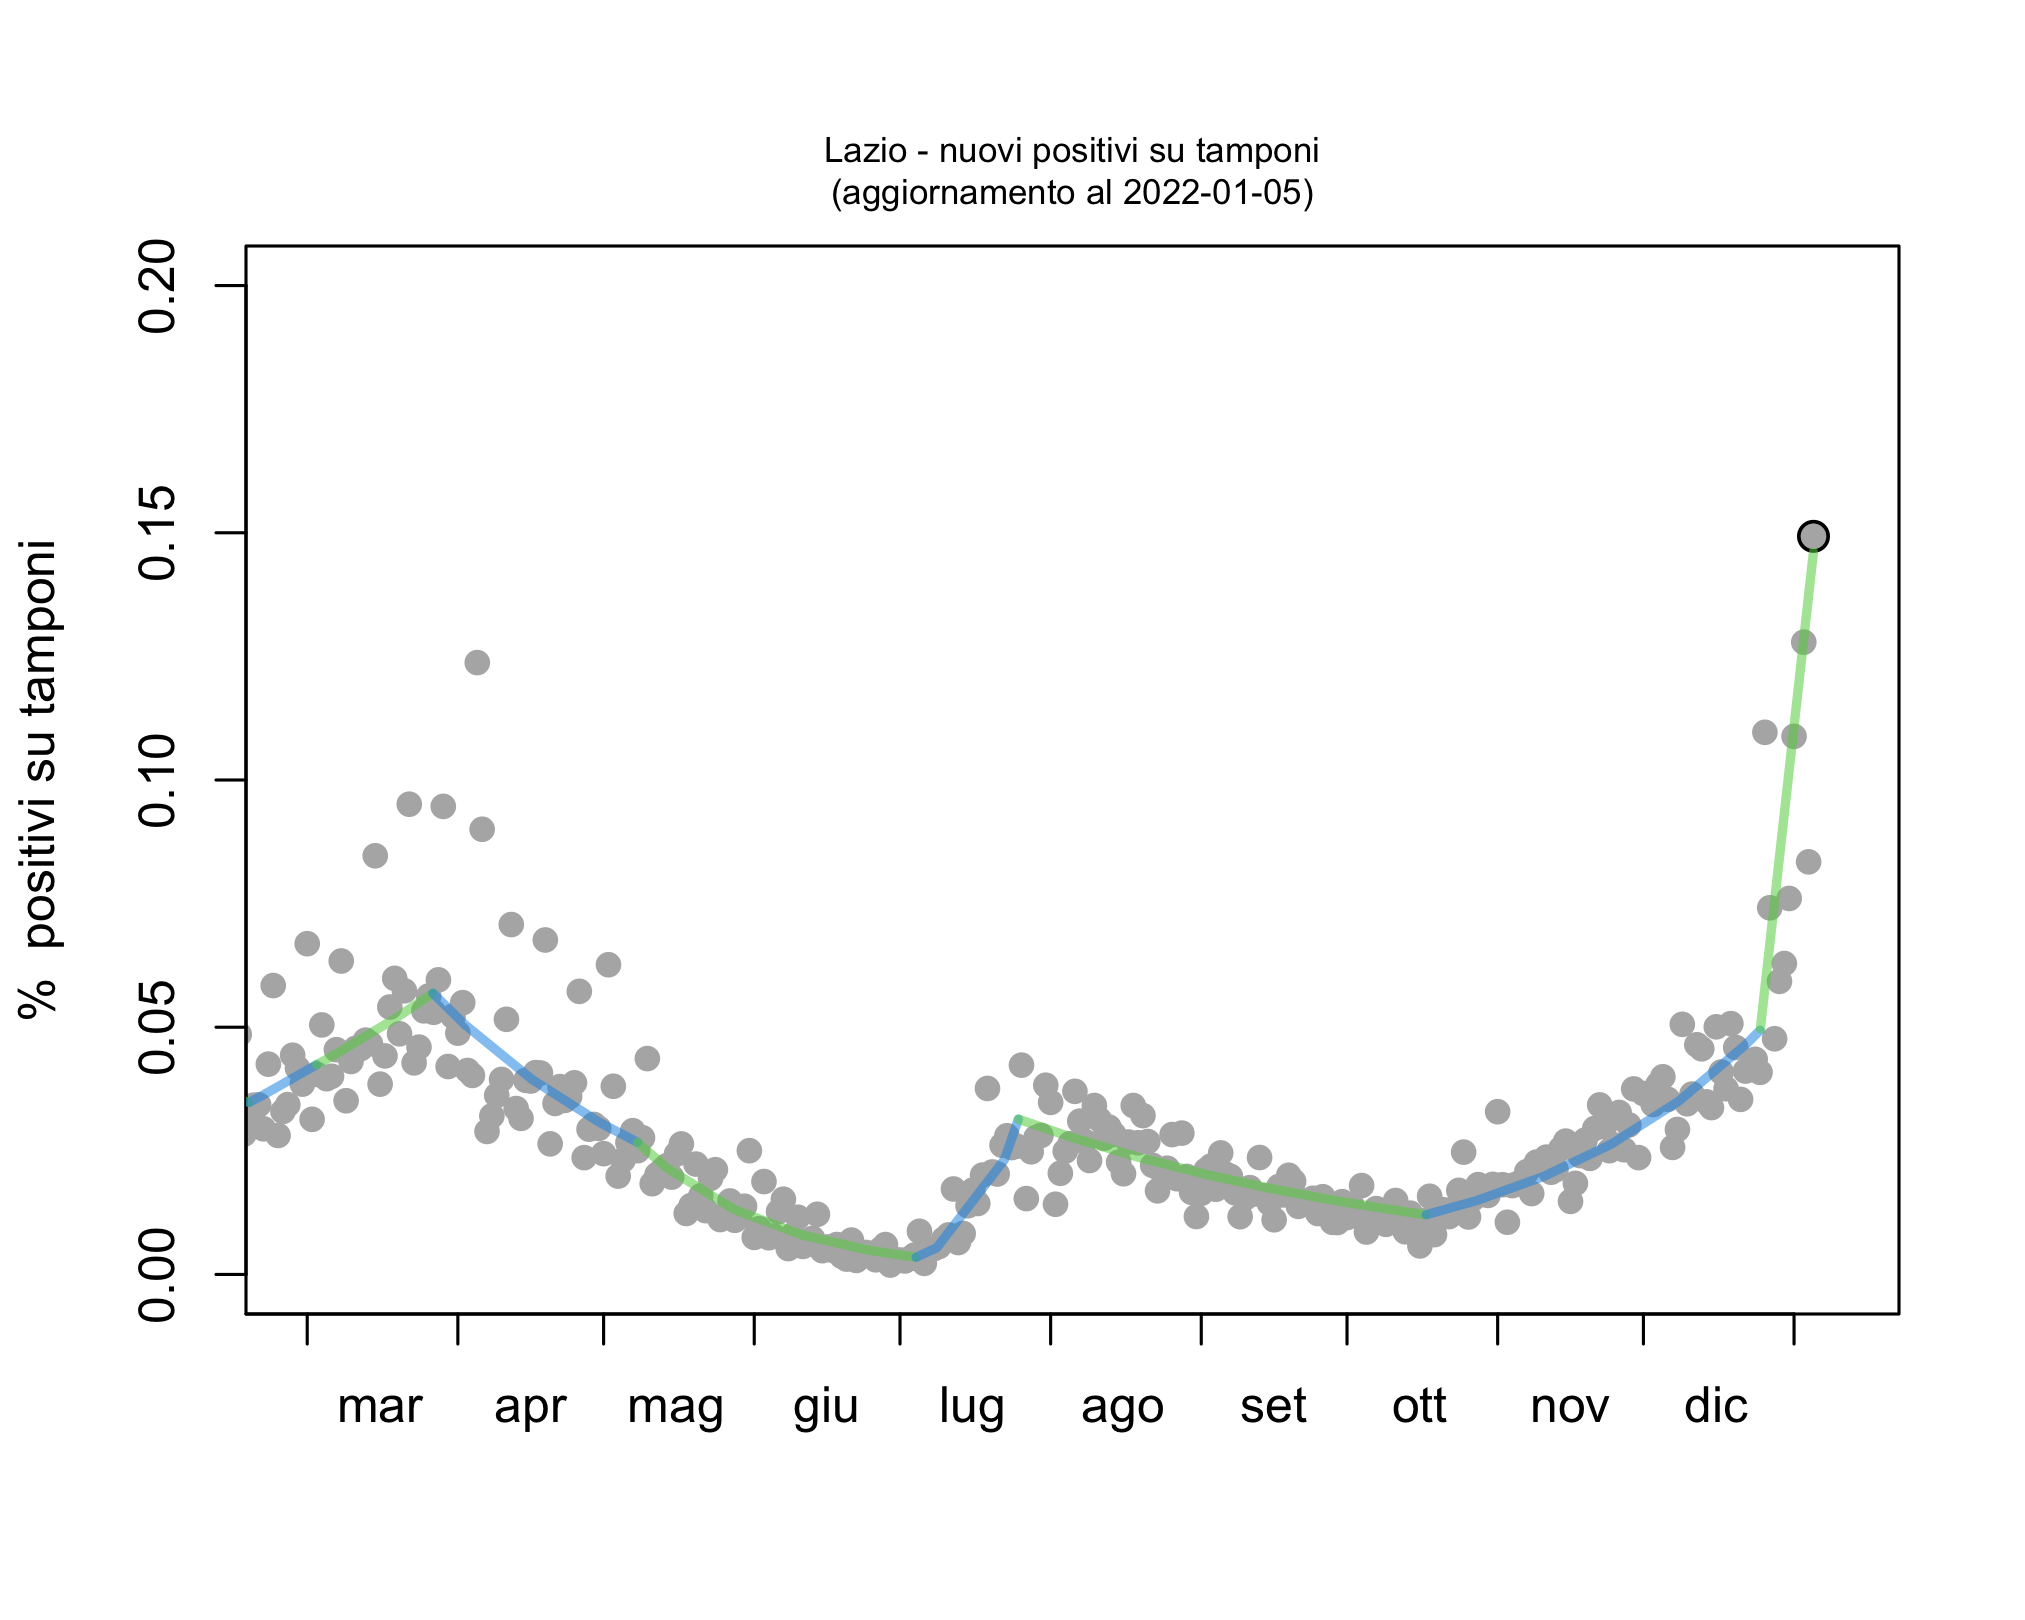 Lazio - nuovi positivi su tamponi
(aggiornamento al 2022-01-05)
% positivi su tamponi
0.20
0.15
0.10
0.05
0.00
mar apr mag giu lug ago set ott nov dic